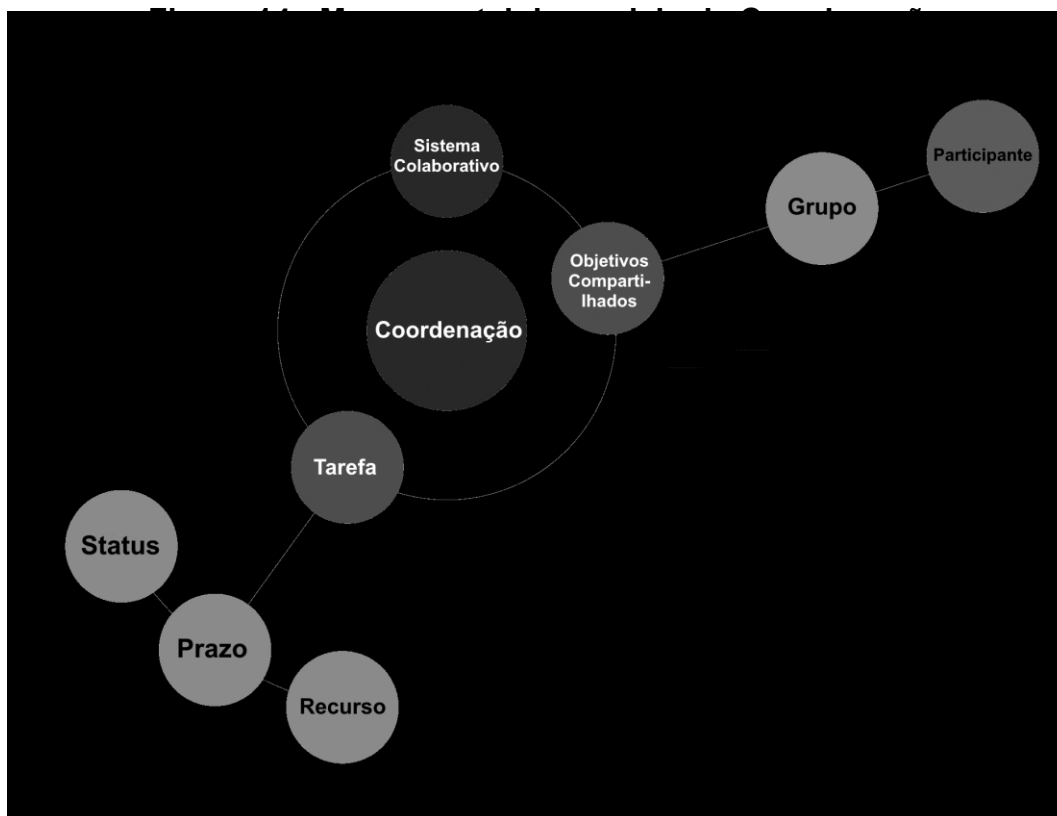 Sistema
Colaborativo
Participante
Grupo
Objetivos
Comparti-
lhados
Coordenação
Tarefa
Status
Prazo
Recurso